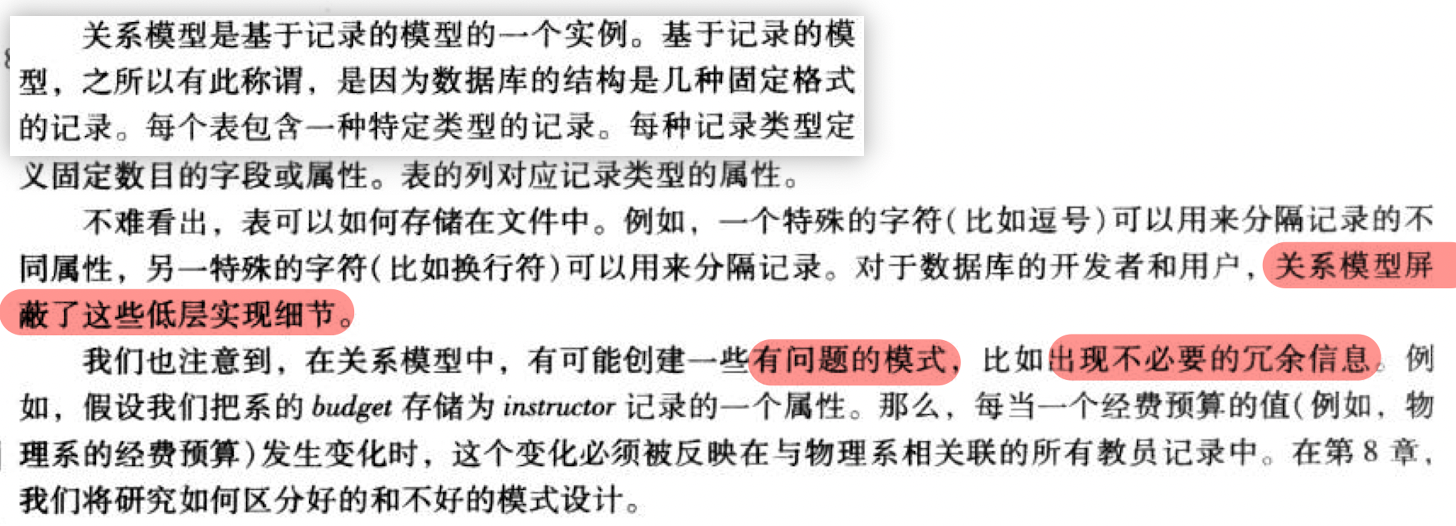 关系模型是基于记录的模型的一个实例。基于记录的模
型，之所以有此称谓，是因为数据库的结构是几种固定格式
的记录。每个表包含一种特定类型的记录。每种记录类型定
义固定数目的字段或属性。表的列对应记录类型的属性。
不难看出，表可以如何存储在文件中。例如，一个特殊的字符(比如逗号)可以用来分隔记录的不
同属性，另一特殊的字符(比如换行符)可以用来分隔记录。对于数据库的开发者和用户，关系模型屏
蔽了这些低层实现细节。
我们也注意到，在关系模型中，有可能创建一些有问题的模式，比如出现不必要的冗余信息。例
如，假设我们把系的 budget 存储为 instructor 记录的一个属性。那么，每当一个经费预算的值(例如，物
理系的经费预算)发生变化时，这个变化必须被反映在与物理系相关联的所有教员记录中。在第 8 章，
我们将研究如何区分好的和不好的模式设计。